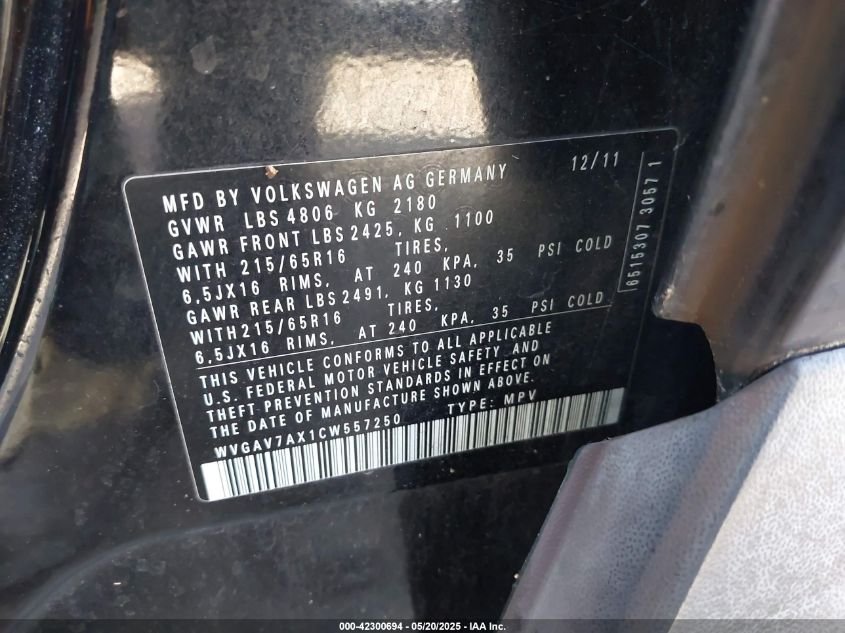 12/11
MFD BY VOLKSWAGEN AG GERMANY
GVWR LBS 4806 KG 2180
GAWR FRONT LBS 2425, KG 1100
WITH 215/65R16 TIRES,
6,5JX16 RIMS, AT 240 KPA, 35 PSI COLD
GAWR REAR LBS 2491, KG 1130
WITH 215/65R16 TIRES,
6,5JX16 RIMS, AT 240 KPA, 35 PSI COLD
THIS VEHICLE CONFORMS TO ALL APPLICABLE
U.S. FEDERAL MOTOR VEHICLE SAFETY AND
THEFT PREVENTION STANDARDS IN EFFECT ON
THE DATE OF MANUFACTURE SHOWN ABOVE.
WVGAV7AX1CW557250 TYPE: MPV
6515307 3057 1
000-42300694 - 05/20/2025 - IAA Inc.